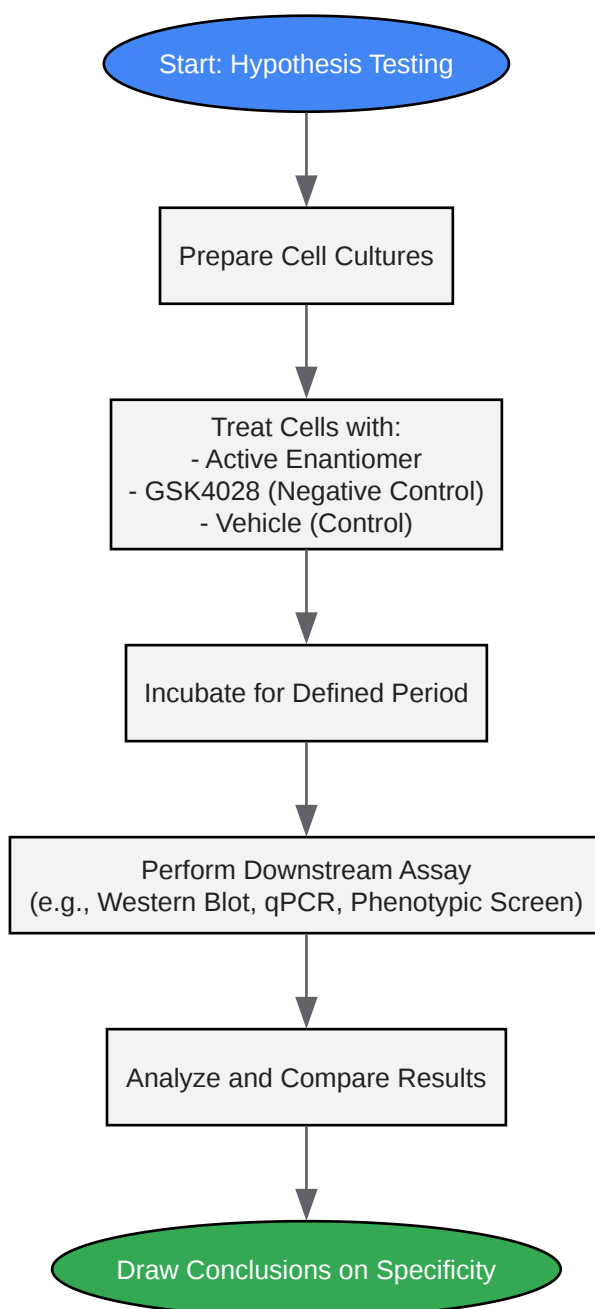 Start: Hypothesis Testing
Prepare Cell Cultures
Treat Cells with:
- Active Enantiomer
- GSK4028 (Negative Control)
- Vehicle (Control)
Incubate for Defined Period
Perform Downstream Assay
(e.g., Western Blot, qPCR, Phenotypic Screen)
Analyze and Compare Results
Draw Conclusions on Specificity